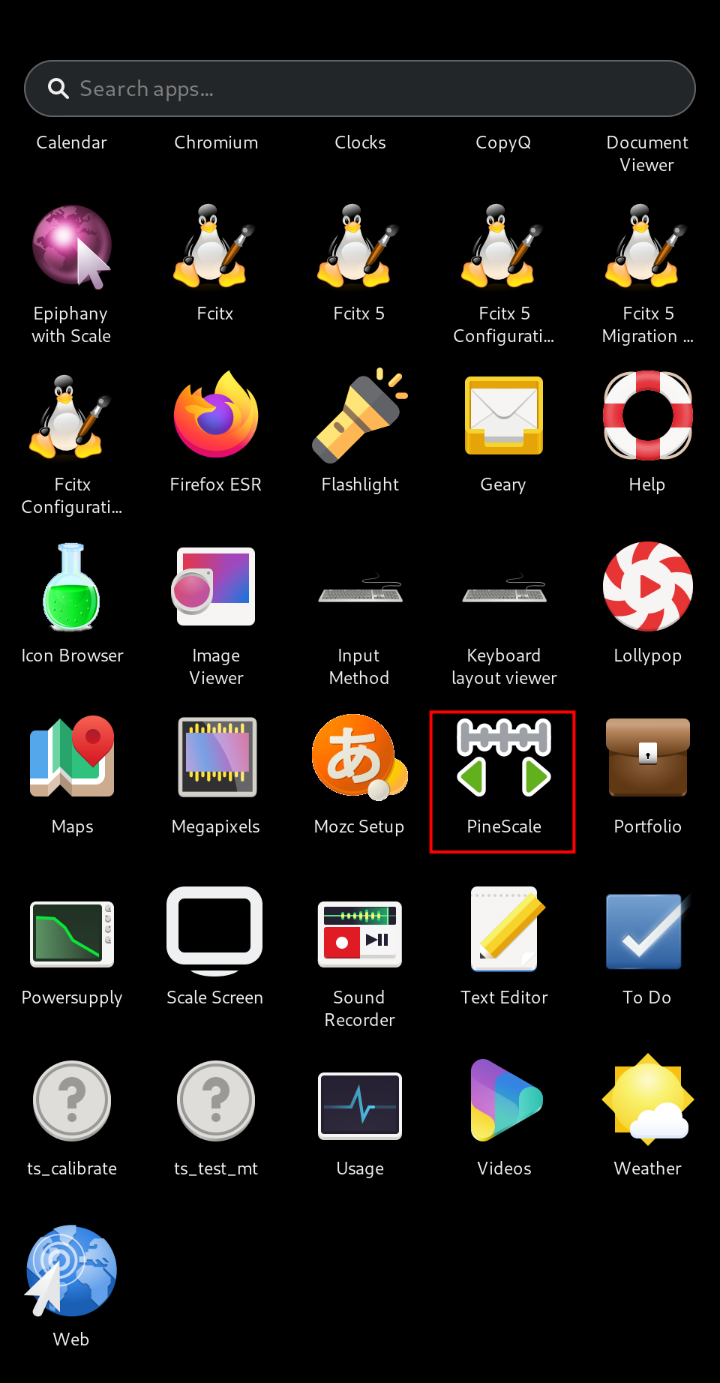 Search apps...
Calendar
Chromium
Clocks
CopyQ
Document
Viewer
Epiphany
with Scale
Fcitx
Fcitx 5
Fcitx 5
Configurati...
Fcitx 5
Migration ...
Fcitx
Configurati...
Firefox ESR
Flashlight
Geary
Help
Icon Browser
Image
Viewer
Input
Method
Keyboard
layout viewer
Lollypop
あ
Maps
Megapixels
Mozc Setup
PineScale
Portfolio
Powersupply
Scale Screen
Sound
Recorder
Text Editor
To Do
?
?
ts_calibrate
ts_test_mt
Usage
Videos
Weather
Web